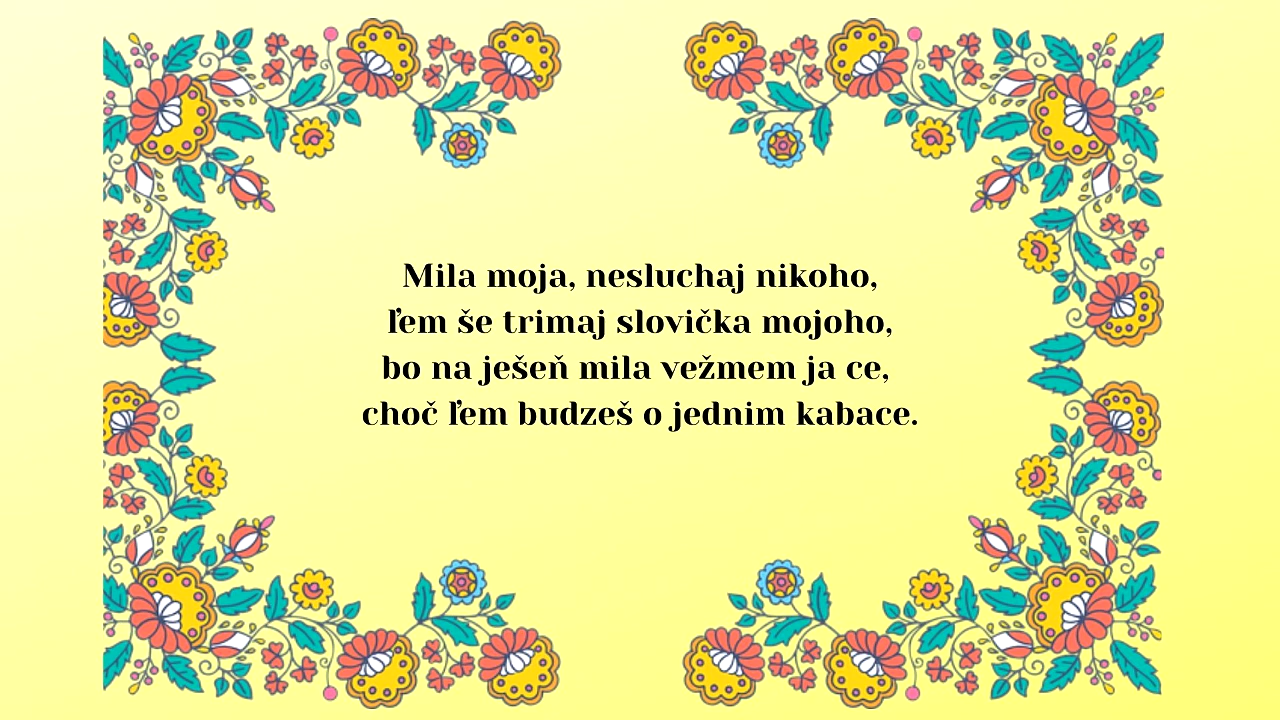 Mila moja, nesluchaj nikoho,
ľem še trimaj slovička mojoho,
bo na ješeň mila vežmem ja ce,
choč ľem budzeš o jednim kabace.